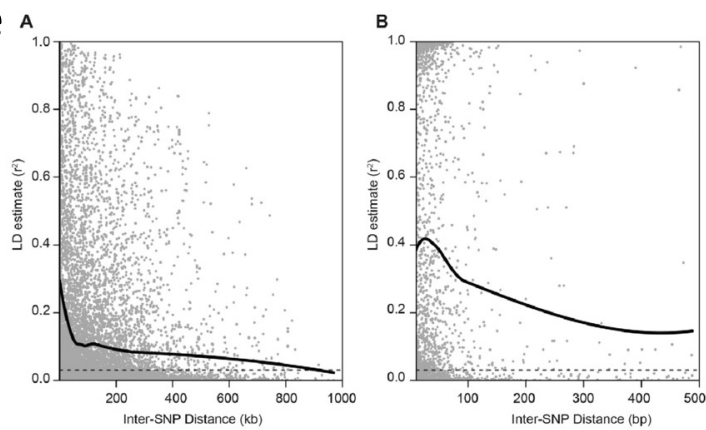 A
1.0
0.8
0.6
0.4
0.2
0.0
LD estimate (r²)
200 400 600 800 1000
Inter-SNP Distance (kb)
B
1.0
0.8
0.6
0.4
0.2
0.0
LD estimate (r²)
100 200 300 400 500
Inter-SNP Distance (bp)